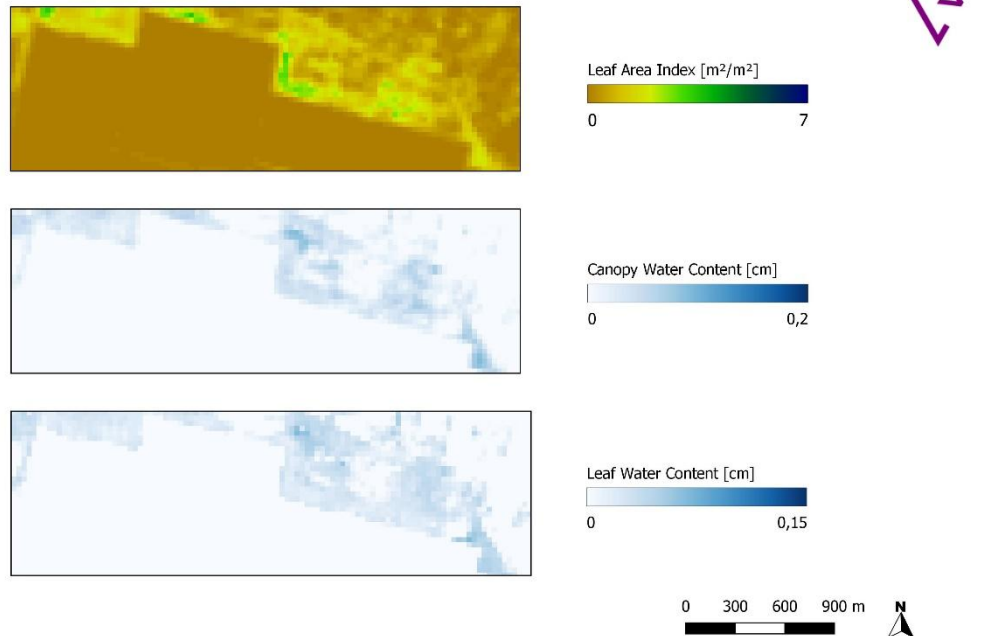 Leaf Area Index [m²/m²]
0 7
Canopy Water Content [cm]
0 0,2
Leaf Water Content [cm]
0 0,15
0 300 600 900 m N